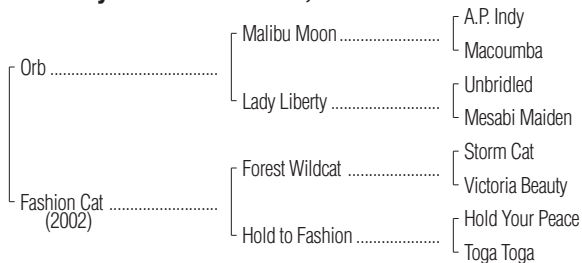 A.P. Indy
Malibu Moon
Macoumba
Orb
Unbridled
Lady Liberty
Mesabi Maiden
Storm Cat
Forest Wildcat
Victoria Beauty
Fashion Cat
(2002)
Hold Your Peace
Hold to Fashion
Toga Toga